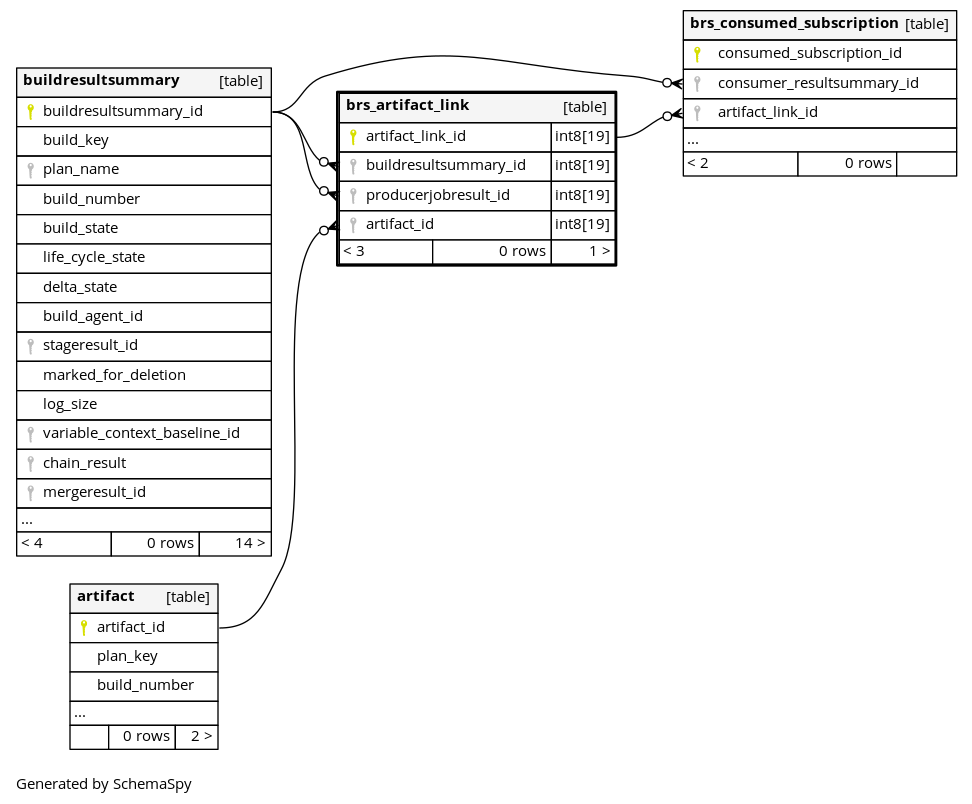 buildresultsummary [table]
buildresultsummary_id
build_key
plan_name
build_number
build_state
life_cycle_state
delta_state
build_agent_id
stageresult_id
marked_for_deletion
log_size
variable_context_baseline_id
chain_result
mergeresult_id
...
< 4 0 rows 14 >
brs_artifact_link [table]
artifact_link_id int8[19]
buildresultsummary_id int8[19]
producerjobresult_id int8[19]
artifact_id int8[19]
< 3 0 rows 1 >
brs_consumed_subscription [table]
consumed_subscription_id
consumer_resultsummary_id
artifact_link_id
...
< 2 0 rows
artifact [table]
artifact_id
plan_key
build_number
...
0 rows 2 >
Generated by SchemaSpy